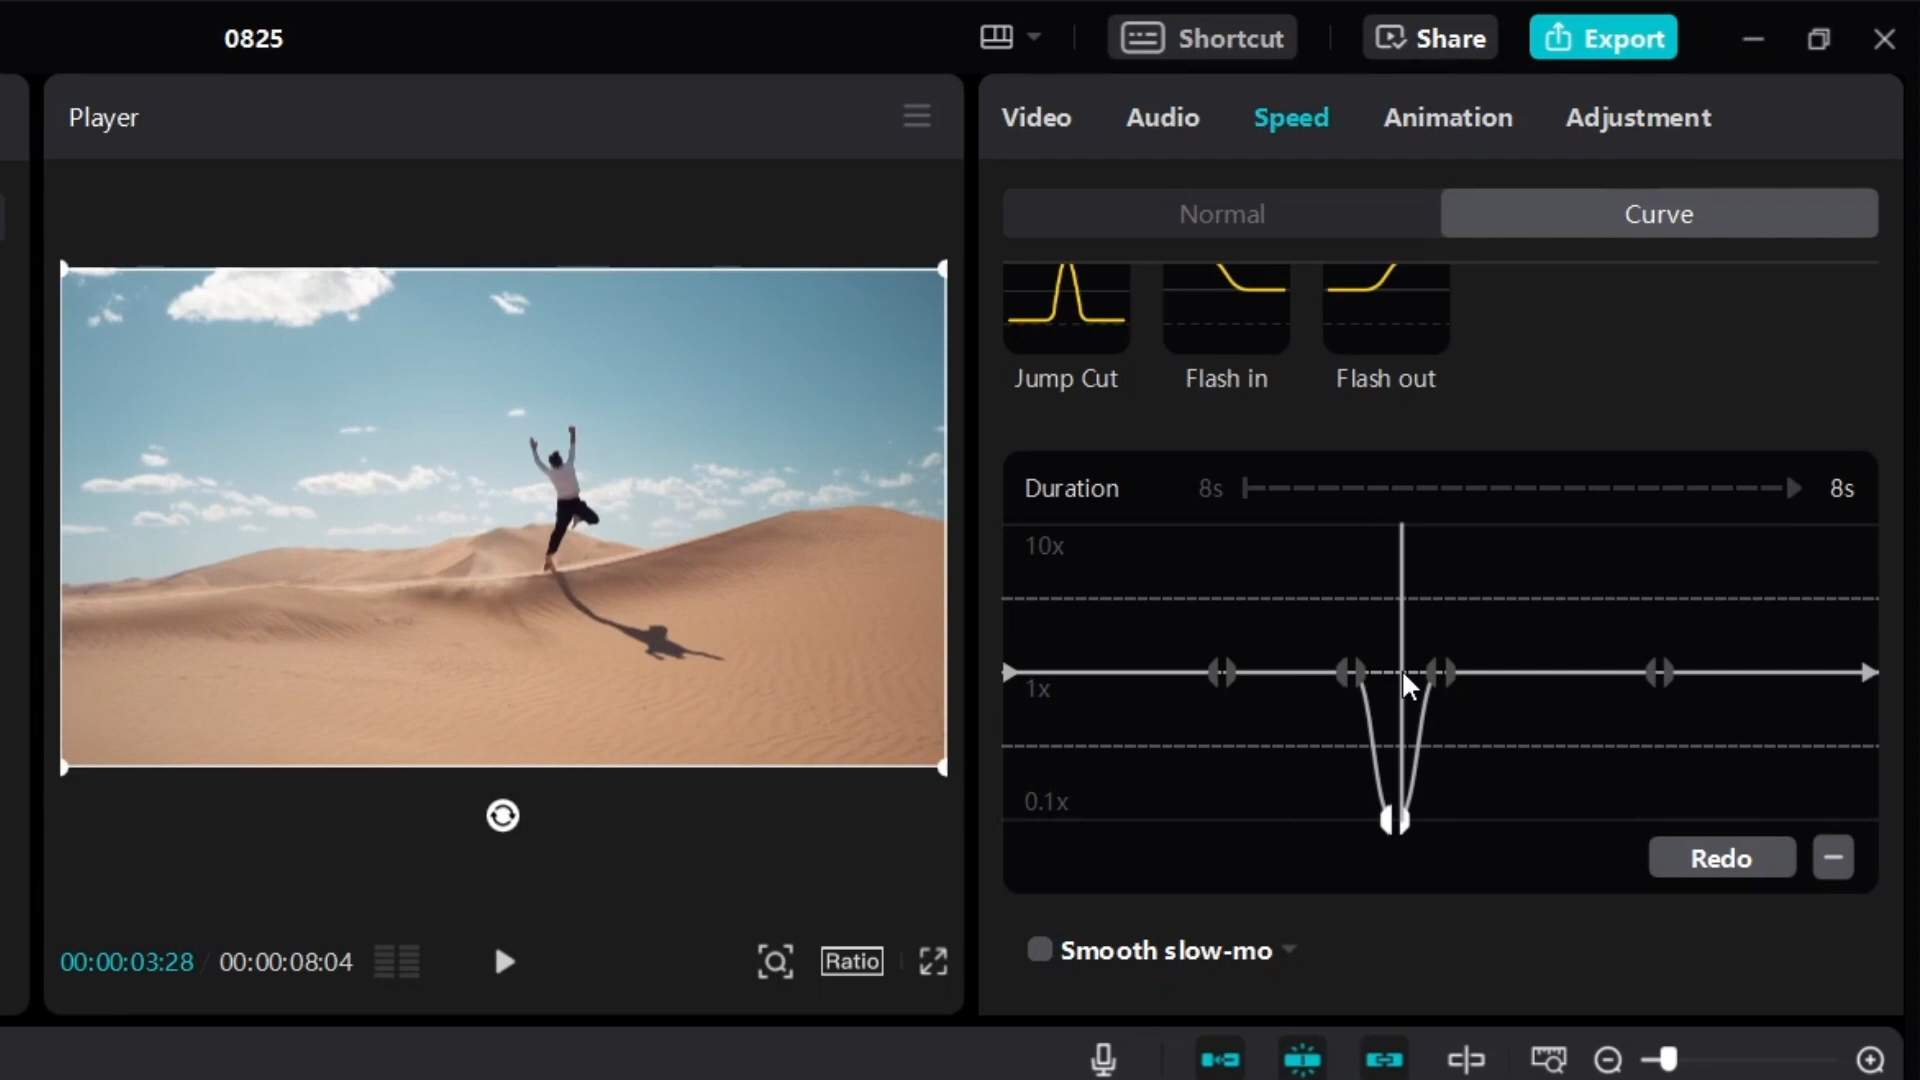 0825
Shortcut
Share
Export
Player
Video Audio Speed Animation Adjustment
Normal
Curve
Jump Cut
Flash in
Flash out
Duration 8s 8s
10x
1x
0.1x
Redo
Smooth slow-mo
00:00:03:28 / 00:00:08:04
Ratio